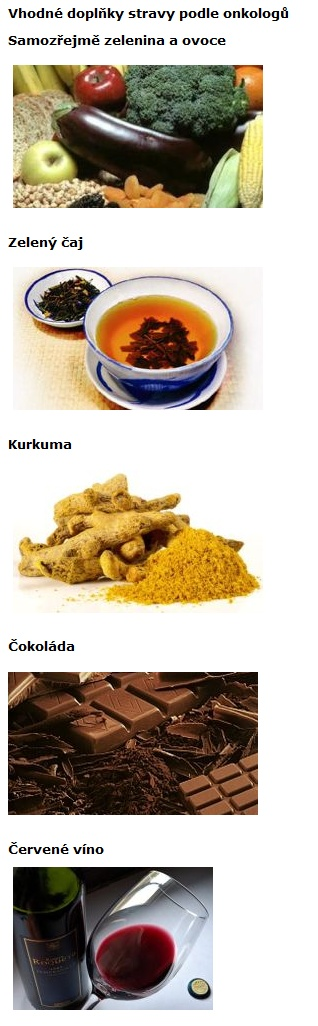 Vhodné doplňky stravy podle onkologů
Samozřejmě zelenina a ovoce
Zelený čaj
Kurkuma
Čokoláda
Červené víno